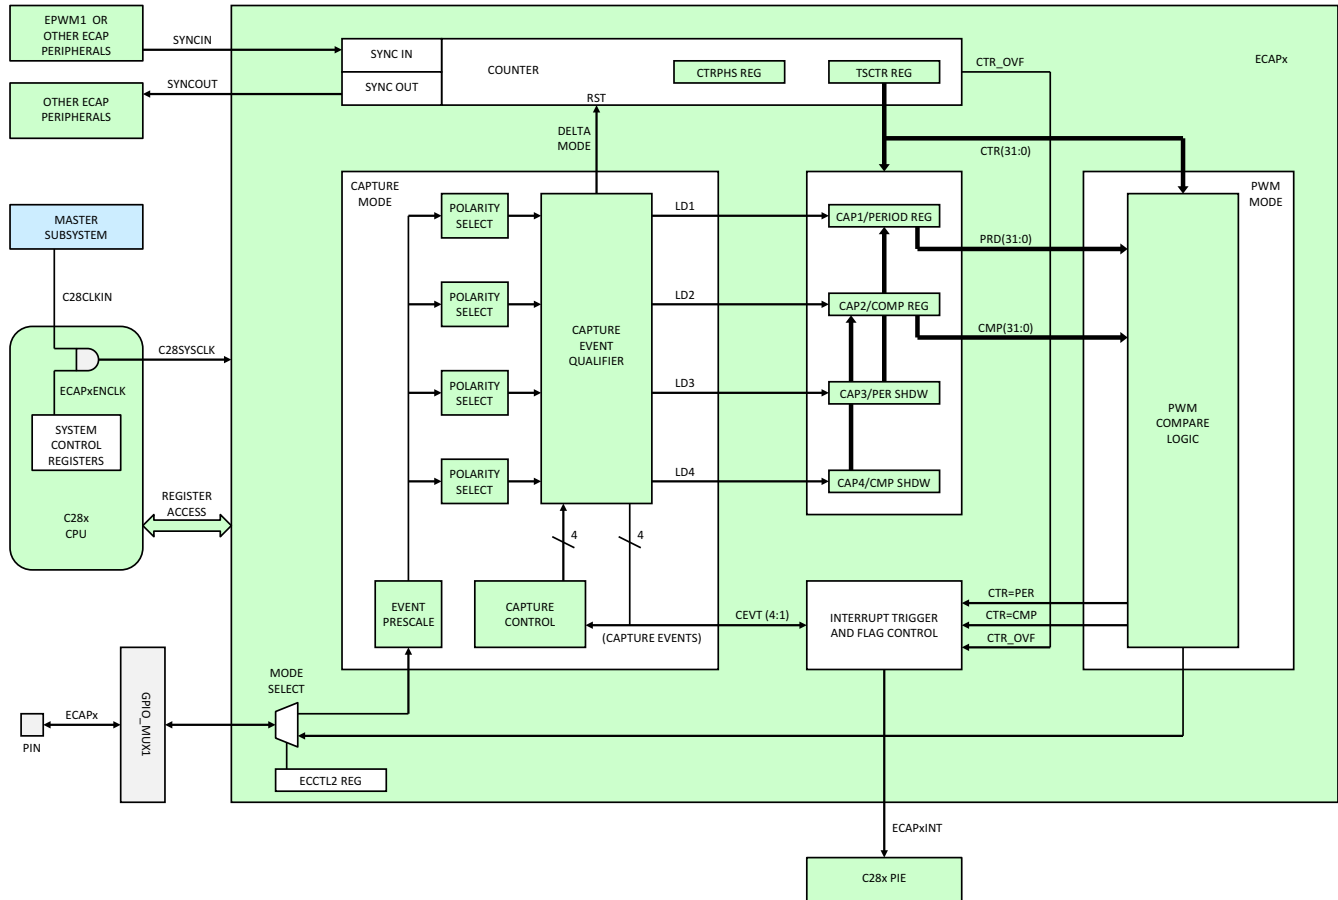 EPWM1 OR
OTHER ECAP
PERIPHERALS
SYNCIN
SYNC IN
COUNTER
CTRPHS REG
TSCTR REG
CTR_OVF
ECAPx
OTHER ECAP
PERIPHERALS
SYNCOUT
SYNC OUT
RST
DELTA
MODE
CTR(31:0)
CAPTURE
MODE
PWM
MODE
MASTER
SUBSYSTEM
POLARITY
SELECT
LD1
CAP1/PERIOD REG
PRD(31:0)
C28CLKIN
POLARITY
SELECT
LD2
CAP2/COMP REG
CMP(31:0)
CAPTURE
EVENT
QUALIFIER
C28SYSCLK
ECAPxENCLK
POLARITY
SELECT
LD3
CAP3/PER SHDW
PWM
COMPARE
LOGIC
SYSTEM
CONTROL
REGISTERS
POLARITY
SELECT
LD4
CAP4/CMP SHDW
REGISTER
ACCESS
C28x
CPU
4
4
EVENT
PRESCALE
CAPTURE
CONTROL
CEVT (4:1)
(CAPTURE EVENTS)
INTERRUPT TRIGGER
AND FLAG CONTROL
CTR=PER
CTR=CMP
CTR_OVF
MODE
SELECT
GPIO_MUX1
ECAPx
PIN
ECCTL2 REG
ECAPxINT
C28x PIE